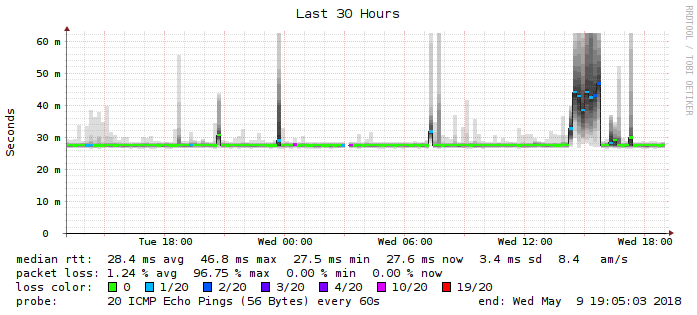 Last 30 Hours
RRDTOOL / TOBI OETIKER
Seconds
60 m
50 m
40 m
30 m
20 m
10 m
0
Tue 18:00 Wed 00:00 Wed 06:00 Wed 12:00 Wed 18:00
median rtt: 28.4 ms avg 46.8 ms max 27.5 ms min 27.6 ms now 3.4 ms sd 8.4 am/s
packet loss: 1.24 % avg 96.75 % max 0.00 % min 0.00 % now
loss color: 0 1/20 2/20 3/20 4/20 10/20 19/20
probe: 20 ICMP Echo Pings (56 Bytes) every 60s end: Wed May 9 19:05:03 2018